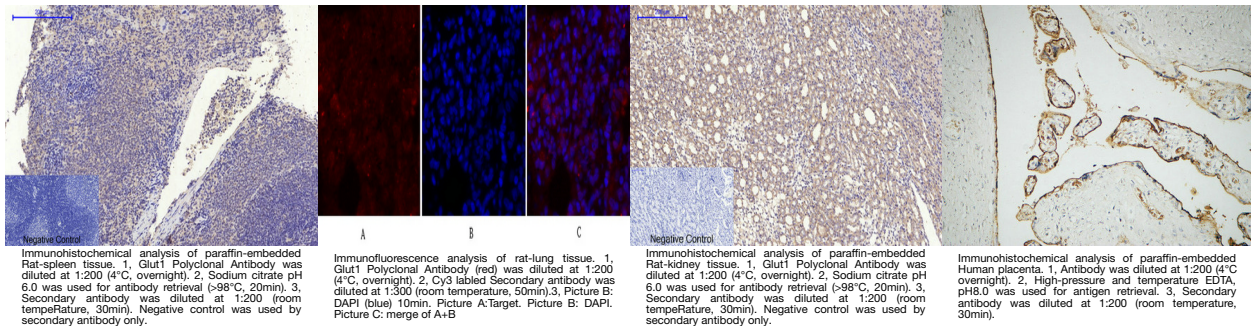 Negative Control
A
B
C
Negative Control
Immunohistochemical analysis of paraffin-embedded
Rat-spleen tissue. 1, Glut1 Polyclonal Antibody was
diluted at 1:200 (4°C, overnight). 2, Sodium citrate pH
6.0 was used for antibody retrieval (>98°C, 20min). 3,
Secondary antibody was diluted at 1:200 (room
tempeRature, 30min). Negative control was used by
secondary antibody only.
Immunofluorescence analysis of rat-lung tissue. 1,
Glut1 Polyclonal Antibody (red) was diluted at 1:200
(4°C, overnight). 2, Cy3 labled Secondary antibody was
diluted at 1:300 (room temperature, 50min).3, Picture B:
DAPI (blue) 10min. Picture A:Target. Picture B: DAPI.
Picture C: merge of A+B
Immunohistochemical analysis of paraffin-embedded
Rat-kidney tissue. 1, Glut1 Polyclonal Antibody was
diluted at 1:200 (4°C, overnight). 2, Sodium citrate pH
6.0 was used for antibody retrieval (>98°C, 20min). 3,
Secondary antibody was diluted at 1:200 (room
tempeRature, 30min). Negative control was used by
secondary antibody only.
Immunohistochemical analysis of paraffin-embedded
Human placenta. 1, Antibody was diluted at 1:200 (4°C
overnight). 2, High-pressure and temperature EDTA,
pH8.0 was used for antigen retrieval. 3, Secondary
antibody was diluted at 1:200 (room temperature,
30min).